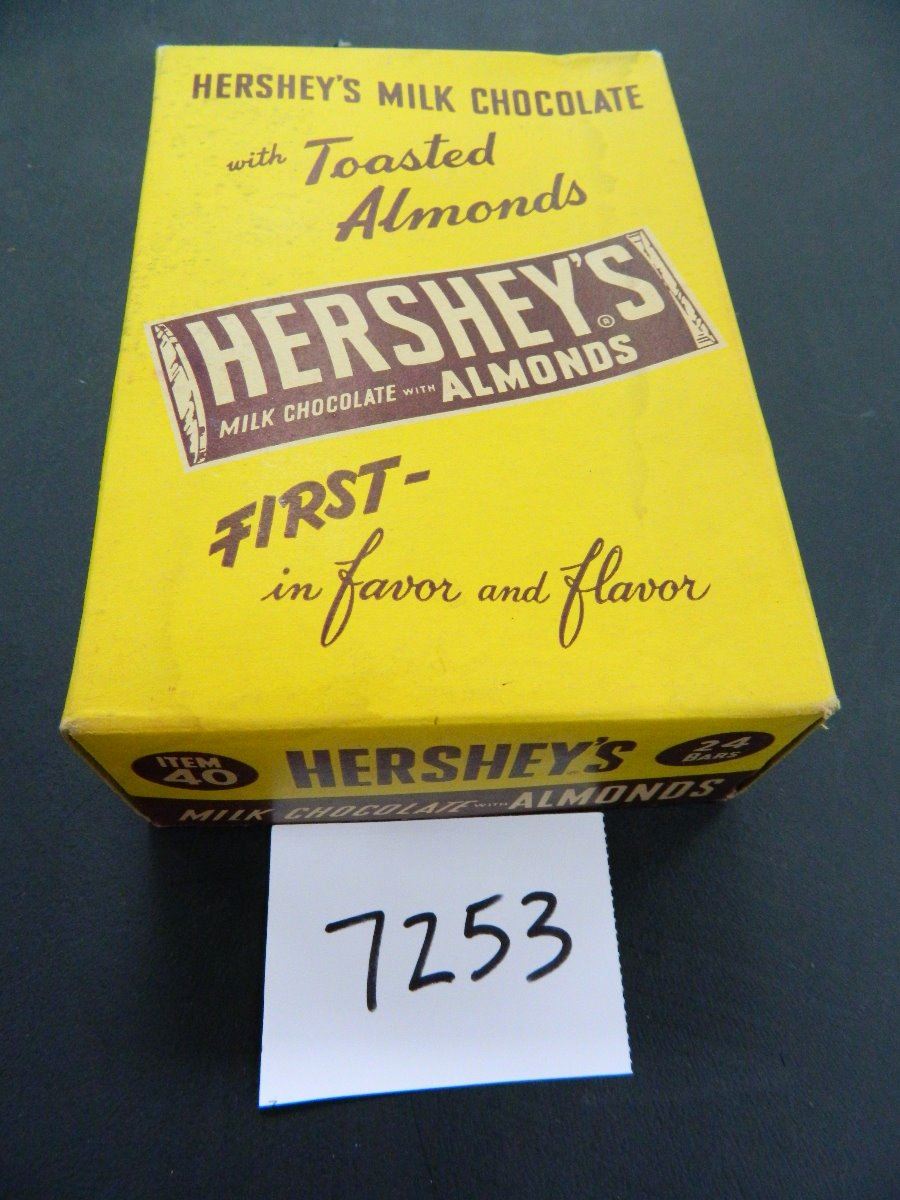 HERSHEY'S MILK CHOCOLATE
with Toasted
Almonds
HERSHEY'S ®
MILK CHOCOLATE WITH ALMONDS
FIRST-
in favor and flavor
ITEM
40
HERSHEY'S
24
BARS
MILK CHOCOLATE WITH ALMONDS
7253